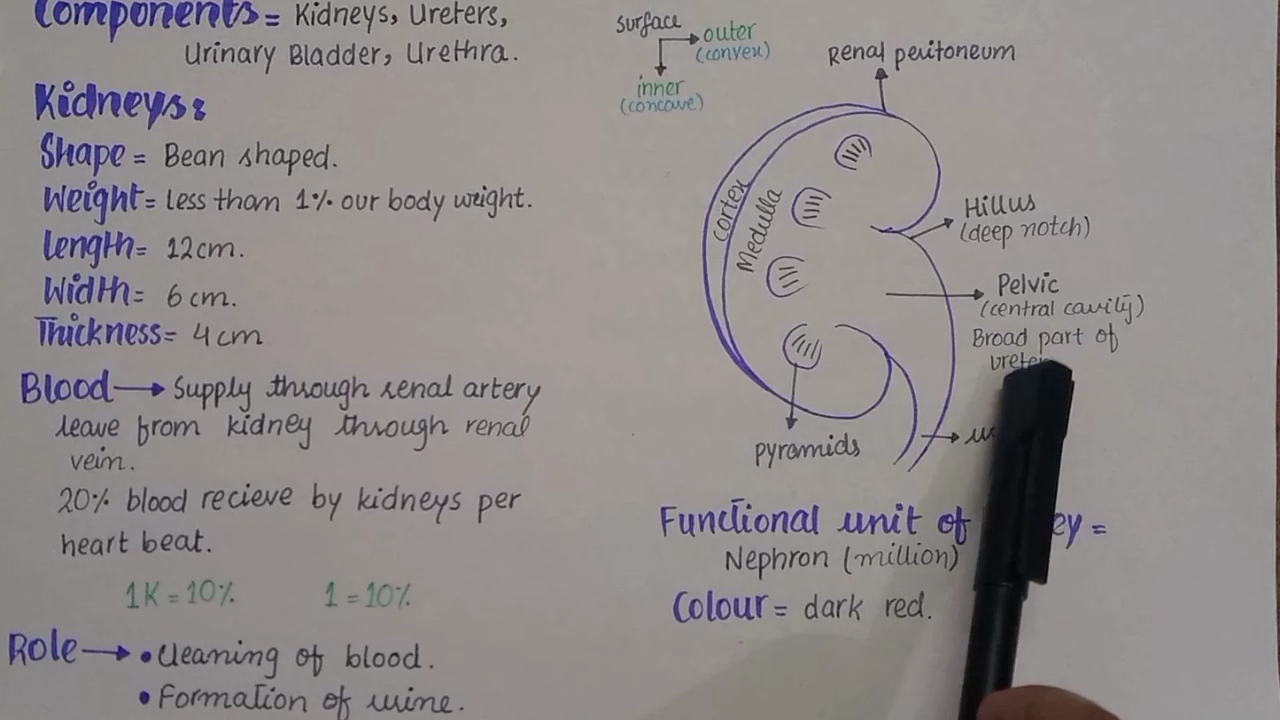 Components = Kidneys, Ureters,
Urinary Bladder, Urethra.
Kidneys:
Shape = Bean shaped.
Weight = less than 1% our body weight.
Length = 12cm.
Width = 6 cm.
Thickness = 4 cm
Blood → Supply through renal artery
leave from kidney through renal
vein.
20% blood recieve by kidneys per
heart beat.
1K = 10% 1 = 10%
Role → • Cleaning of blood.
• Formation of urine.
surface
outer
(convex)
inner
(concave)
Renal peritoneum
Cortex
Medulla
Hillus
(deep notch)
Pelvic
(central cavity)
Broad part of
pyramids
Functional unit of
Nephron (million)
Colour = dark red.